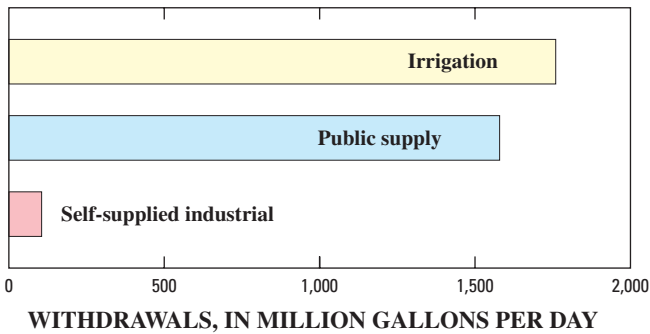 Irrigation
Public supply
Self-supplied industrial
0 500 1,000 1,500 2,000
WITHDRAWALS, IN MILLION GALLONS PER DAY